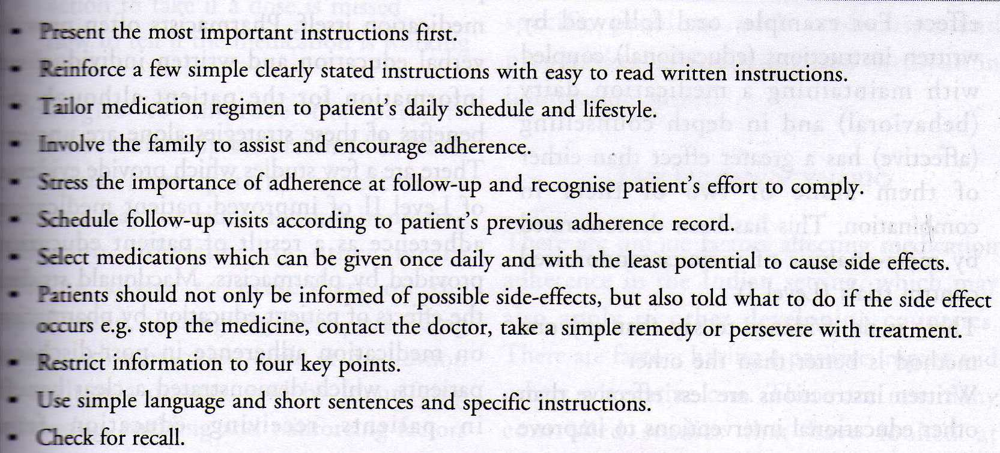 ▪ Present the most important instructions first.
▪ Reinforce a few simple clearly stated instructions with easy to read written instructions.
▪ Tailor medication regimen to patient's daily schedule and lifestyle.
▪ Involve the family to assist and encourage adherence.
▪ Stress the importance of adherence at follow-up and recognise patient's effort to comply.
▪ Schedule follow-up visits according to patient's previous adherence record.
▪ Select medications which can be given once daily and with the least potential to cause side effects.
▪ Patients should not only be informed of possible side-effects, but also told what to do if the side effect
occurs e.g. stop the medicine, contact the doctor, take a simple remedy or persevere with treatment.
▪ Restrict information to four key points.
▪ Use simple language and short sentences and specific instructions.
▪ Check for recall.